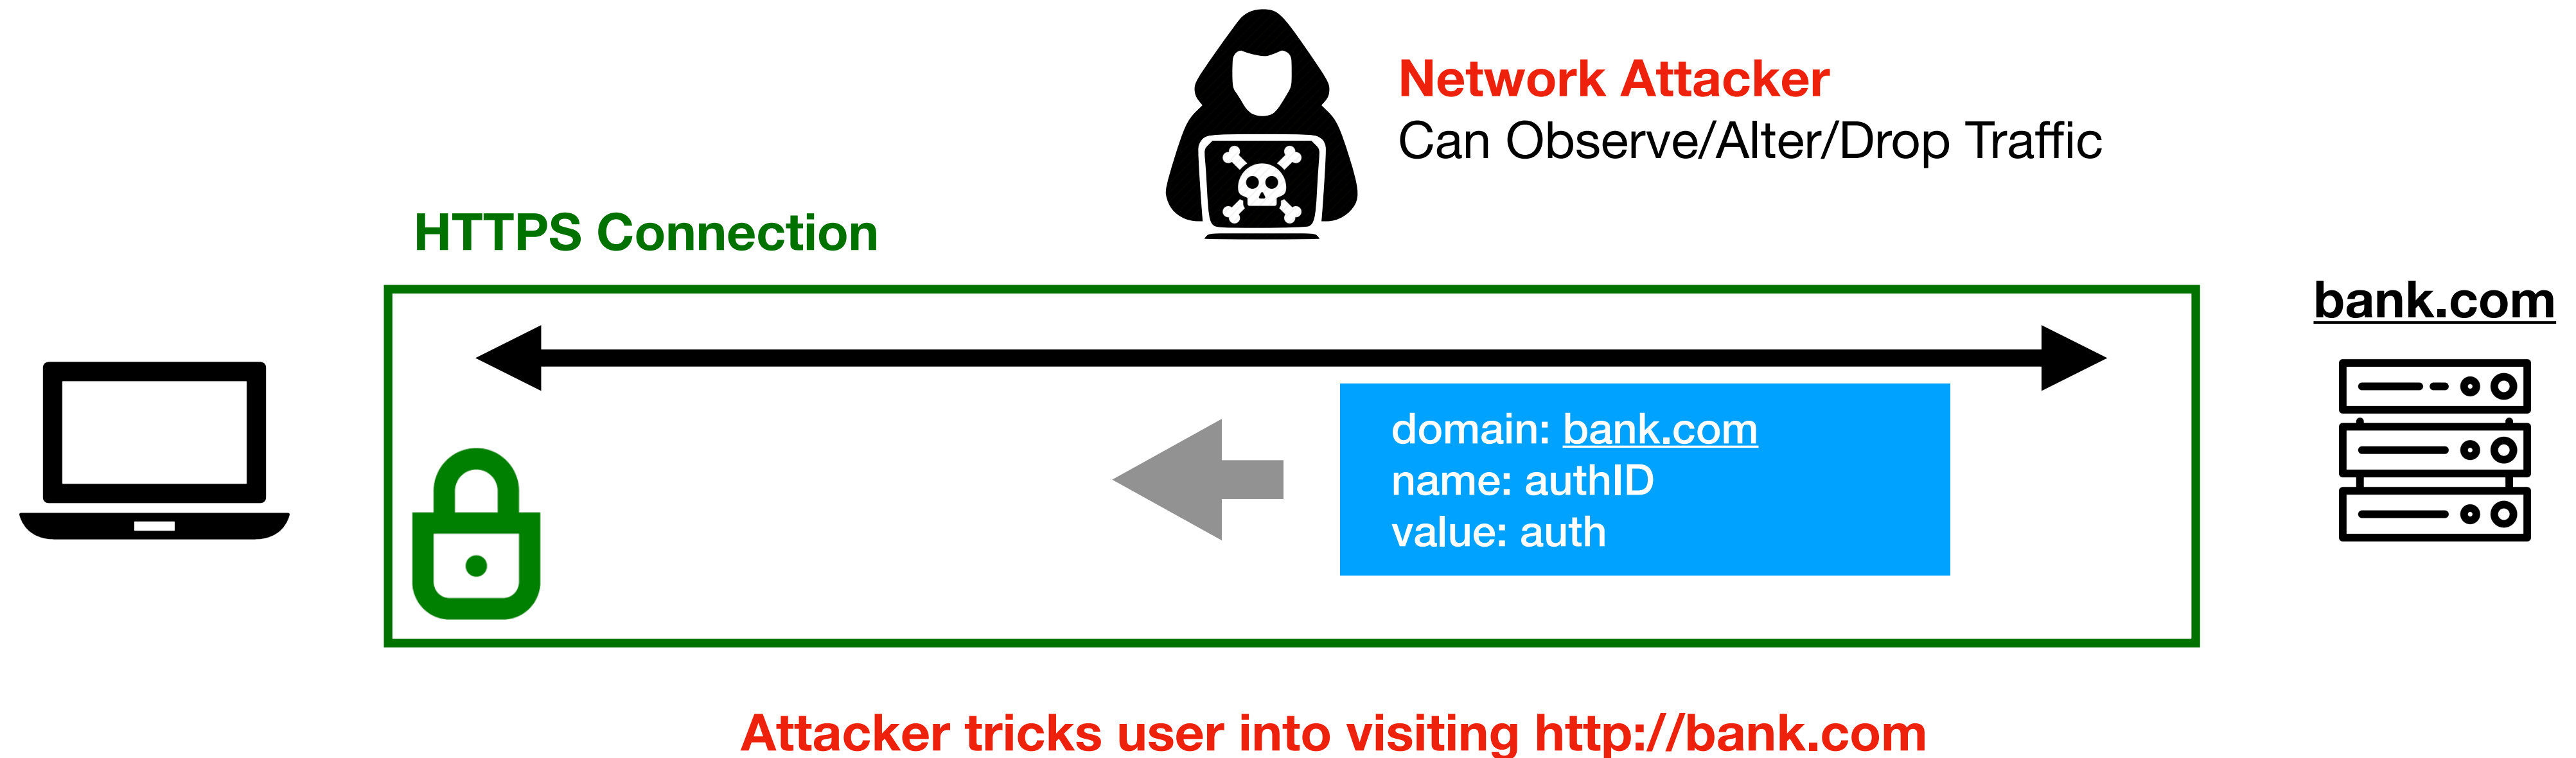 Network Attacker
Can Observe/Alter/Drop Traffic
HTTPS Connection
bank.com
domain: bank.com
name: authID
value: auth
Attacker tricks user into visiting http://bank.com